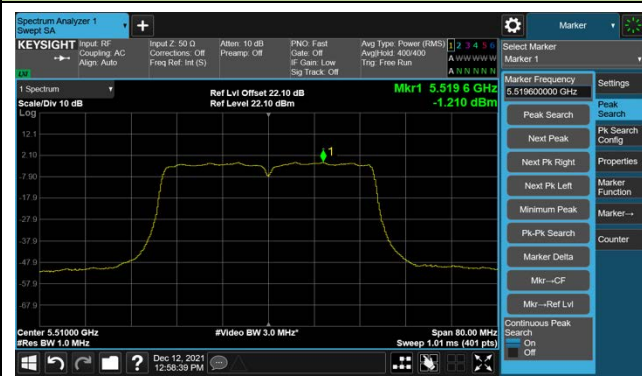 Spectrum Analyzer 1
Swept SA
Marker
KEYSIGHT
Input: RF
Coupling: AC
Align: Auto
Input Z: 50 Ω
Corrections: Off
Freq Ref: Int (S)
Atten: 10 dB
Preamp: Off
PNO: Fast
Gate: Off
IF Gain: Low
Sig Track: Off
Avg Type: Power (RMS)
Avg|Hold: 400/400
Trig: Free Run
1 2 3 4 5 6
A W W W W W
A N N N N N
LXI
Select Marker
Marker 1
1 Spectrum
Scale/Div 10 dB
Log
Ref Lvl Offset 22.10 dB
Ref Level 22.10 dBm
Mkr1 5.519 6 GHz
-1.210 dBm
1
12.1
2.10
-7.90
-17.9
-27.9
-37.9
-47.9
-57.9
-67.9
Center 5.51000 GHz
#Res BW 1.0 MHz
#Video BW 3.0 MHz*
Span 80.00 MHz
Sweep 1.01 ms (401 pts)
Marker Frequency
5.519600000 GHz
Peak Search
Next Peak
Next Pk Right
Next Pk Left
Minimum Peak
Pk-Pk Search
Marker Delta
Mkr→CF
Mkr→Ref Lvl
Continuous Peak
Search
On
Off
Settings
Peak
Search
Pk Search
Config
Properties
Marker
Function
Marker→
Counter
Dec 12, 2021
12:58:39 PM